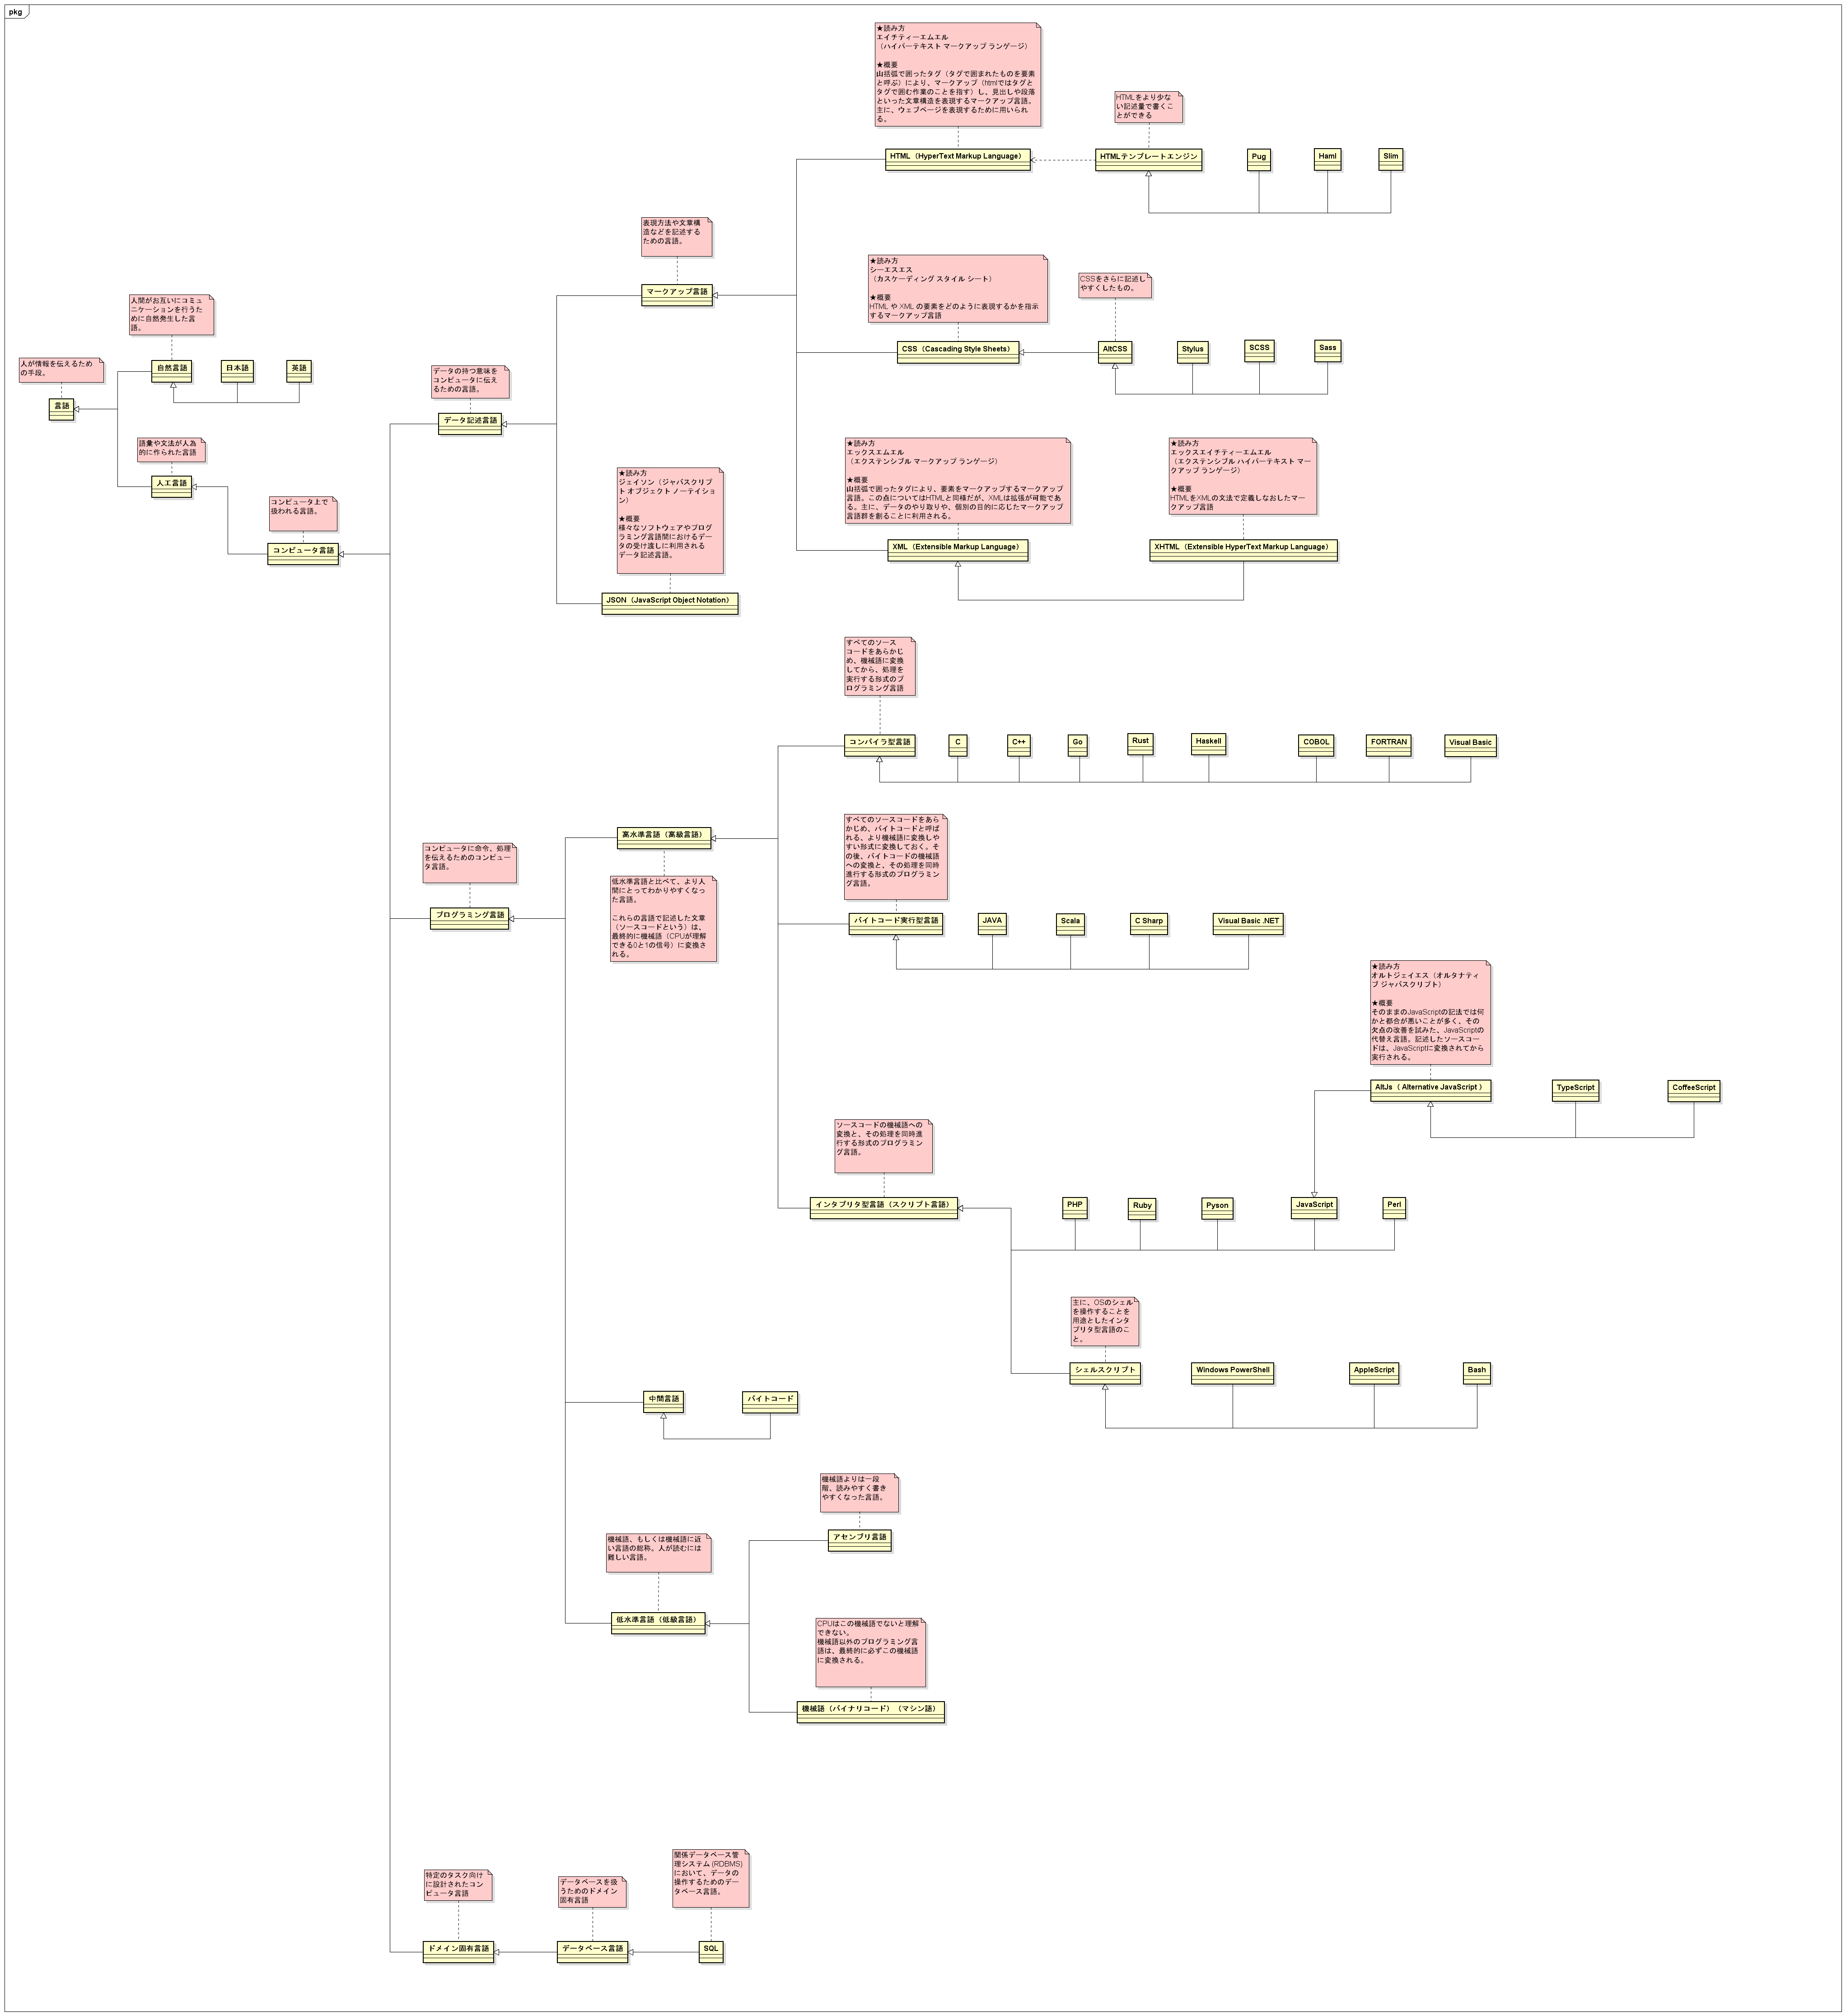 pkg
★読み方
エイチティーエムエル
（ハイパーテキスト マークアップ ランゲージ）
★概要
山括弧で囲ったタグ（タグで囲まれたものを要素
と呼ぶ）により、マークアップ（htmlではタグと
タグで囲む作業のことを指す）し、見出しや段落
といった文章構造を表現するマークアップ言語。
主に、ウェブページを表現するために用いられ
る。
HTMLをより少な
い記述量で書くこ
とができる
HTML（HyperText Markup Language）
HTMLテンプレートエンジン
Pug
Haml
Slim
表現方法や文章構
造などを記述する
ための言語。
マークアップ言語
★読み方
シーエスエス
（カスケーディング スタイル シート）
★概要
HTML や XML の要素をどのように表現するかを指示
するマークアップ言語
CSSをさらに記述し
やすくしたもの。
CSS（Cascading Style Sheets）
AltCSS
Stylus
SCSS
Sass
人間がお互いにコミュ
ニケーションを行うた
めに自然発生した言
語。
人が情報を伝えるため
の手段。
自然言語
日本語
英語
言語
語彙や文法が人為
的に作られた言語
人工言語
コンピュータ上で
扱われる言語。
コンピュータ言語
データの持つ意味を
コンピュータに伝え
るための言語。
データ記述言語
★読み方
ジェイソン（ジャバスクリプ
ト オブジェクト ノーテイショ
ン）
★概要
様々なソフトウェアやプログ
ラミング言語間におけるデー
タの受け渡しに利用される
データ記述言語。
JSON（JavaScript Object Notation）
★読み方
エックスエムエル
（エクステンシブル マークアップ ランゲージ）
★概要
山括弧で囲ったタグにより、要素をマークアップするマークアップ
言語。この点についてはHTMLと同様だが、XMLは拡張が可能であ
る。主に、データのやり取りや、個別の目的に応じたマークアップ
言語群を創ることに利用される。
★読み方
エックスエイチティーエムエル
（エクステンシブル ハイパーテキスト マー
クアップ ランゲージ）
★概要
HTMLをXMLの文法で定義しなおしたマー
クアップ言語
XML（Extensible Markup Language）
XHTML（Extensible HyperText Markup Language）
すべてのソース
コードをあらかじ
め、機械語に変換
してから、処理を
実行する形式のプ
ログラミング言語
コンパイラ型言語
C
C++
Go
Rust
Haskell
COBOL
FORTRAN
Visual Basic
高水準言語（高級言語）
低水準言語と比べて、より人
間にとってわかりやすくなっ
た言語。
これらの言語で記述した文章
（ソースコードという）は、
最終的に機械語（CPUが理解
できる0と1の信号）に変換さ
れる。
コンピュータに命令、処理
を伝えるためのコンピュー
タ言語。
プログラミング言語
すべてのソースコードをあら
かじめ、バイトコードと呼ば
れる、より機械語に変換しや
すい形式に変換しておく。そ
の後、バイトコードの機械語
への変換と、その処理を同時
進行する形式のプログラミン
グ言語。
バイトコード実行型言語
JAVA
Scala
C Sharp
Visual Basic .NET
★読み方
オルトジェイエス（オルタナティ
ブ ジャバスクリプト）
★概要
そのままのJavaScriptの記法では何
かと都合が悪いことが多く、その
欠点の改善を試みた、JavaScriptの
代替え言語。記述したソースコー
ドは、JavaScriptに変換されてから
実行される。
AltJs（ Alternative JavaScript ）
TypeScript
CoffeeScript
ソースコードの機械語への
変換と、その処理を同時進
行する形式のプログラミン
グ言語。
インタプリタ型言語（スクリプト言語）
PHP
Ruby
Pyson
JavaScript
Perl
主に、OSのシェル
を操作することを
用途としたインタ
プリタ型言語のこ
と。
シェルスクリプト
Windows PowerShell
AppleScript
Bash
中間言語
バイトコード
機械語よりは一段
階、読みやすく書き
やすくなった言語。
アセンブリ言語
機械語、もしくは機械語に近
い言語の総称。人が読むには
難しい言語。
低水準言語（低級言語）
CPUはこの機械語でないと理解
できない。
機械語以外のプログラミング言
語は、最終的に必ずこの機械語
に変換される。
機械語（バイナリコード）（マシン語）
特定のタスク向け
に設計されたコン
ピュータ言語
ドメイン固有言語
データベースを扱
うためのドメイン
固有言語
データベース言語
関係データベース管
理システム (RDBMS)
において、データの
操作するためのデー
タベース言語。
SQL